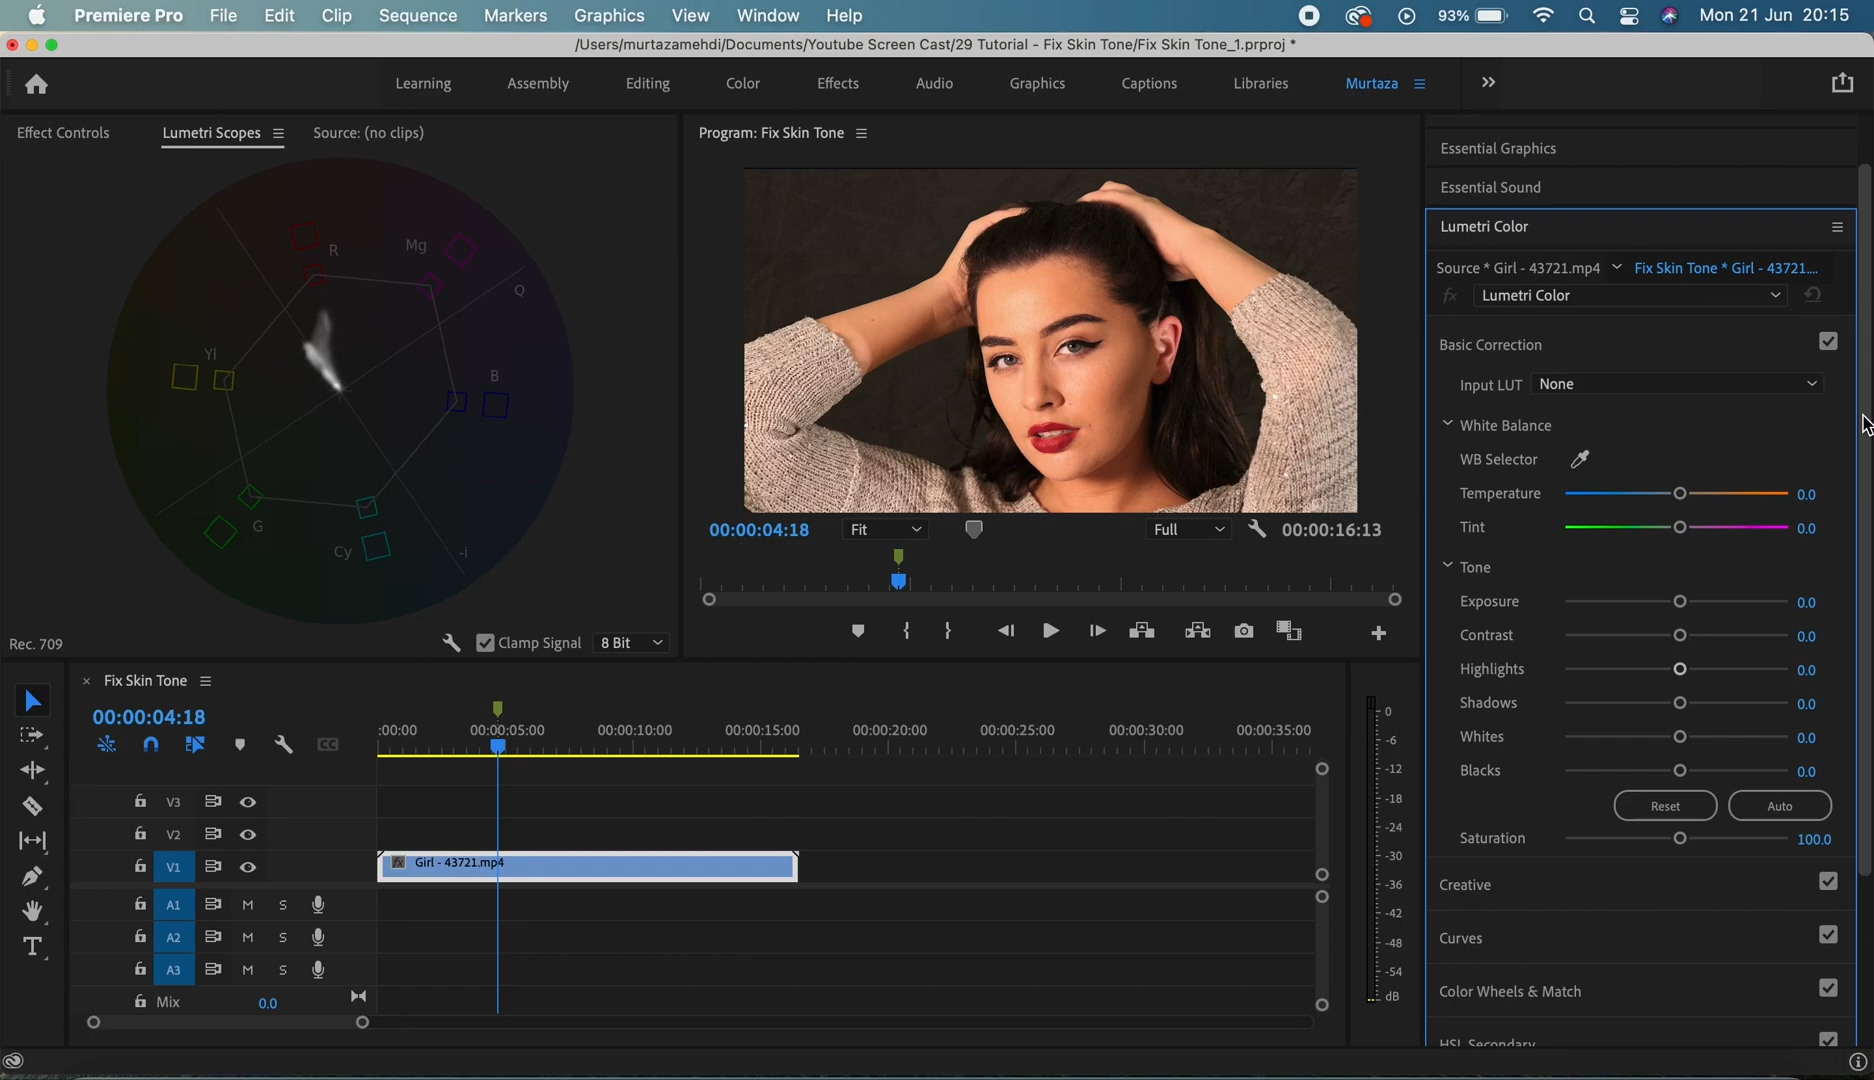 Premiere Pro File Edit Clip Sequence Markers Graphics View Window Help 93% Mon 21 Jun 20:15
/Users/murtazamehdi/Documents/Youtube Screen Cast/29 Tutorial - Fix Skin Tone/Fix Skin Tone_1.prproj *
Learning Assembly Editing Color Effects Audio Graphics Captions Libraries Murtaza
Effect Controls Lumetri Scopes Source: (no clips)
R
Mg
Q
B
Yl
G
Cy
-i
Rec. 709 Clamp Signal 8 Bit
Program: Fix Skin Tone
00:00:04:18 Fit Full 00:00:16:13
Essential Graphics
Essential Sound
Lumetri Color
Source * Girl - 43721.mp4 Fix Skin Tone * Girl - 43721....
fx Lumetri Color
Basic Correction
Input LUT None
White Balance
WB Selector
Temperature 0.0
Tint 0.0
Tone
Exposure 0.0
Contrast 0.0
Highlights 0.0
Shadows 0.0
Whites 0.0
Blacks 0.0
Reset Auto
Saturation 100.0
Creative
Curves
Color Wheels & Match
HSL Secondary
× Fix Skin Tone
00:00:04:18
:00:00 00:00:05:00 00:00:10:00 00:00:15:00 00:00:20:00 00:00:25:00 00:00:30:00 00:00:35:00
CC
V3
V2
V1 fx Girl - 43721.mp4
A1 M S
A2 M S
A3 M S
Mix 0.0
T
0
-6
-12
-18
-24
-30
-36
-42
-48
-54
dB